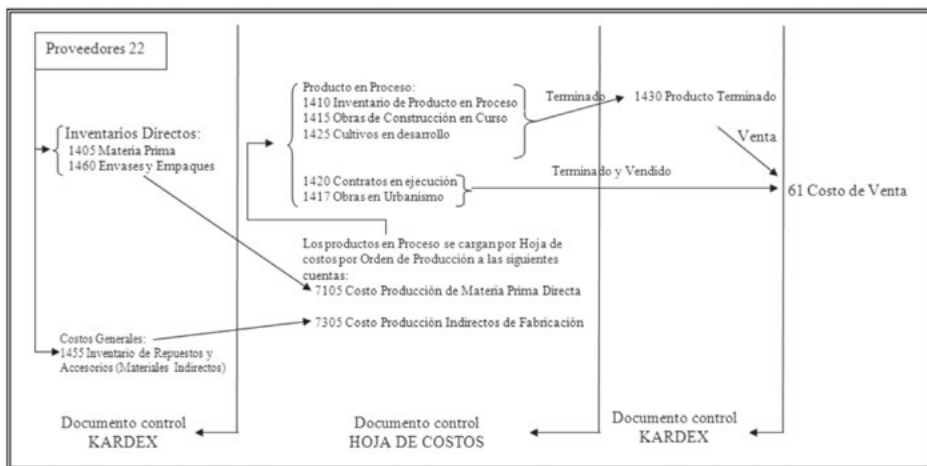 Proveedores 22
Inventarios Directos:
1405 Materia Prima
1460 Envases y Empaques
Costos Generales:
1455 Inventario de Repuestos y
Accesorios (Materiales Indirectos)
Documento control
KARDEX
Producto en Proceso:
1410 Inventario de Producto en Proceso
1415 Obras de Construcción en Curso
1425 Cultivos en desarrollo
1420 Contratos en ejecución
1417 Obras en Urbanismo
Los productos en Proceso se cargan por Hoja de
costos por Orden de Producción a las siguientes
cuentas:
7105 Costo Producción de Materia Prima Directa
7305 Costo Producción Indirectos de Fabricación
Documento control
HOJA DE COSTOS
Terminado
Terminado y Vendido
1430 Producto Terminado
Venta
Documento control
KARDEX
61 Costo de Venta